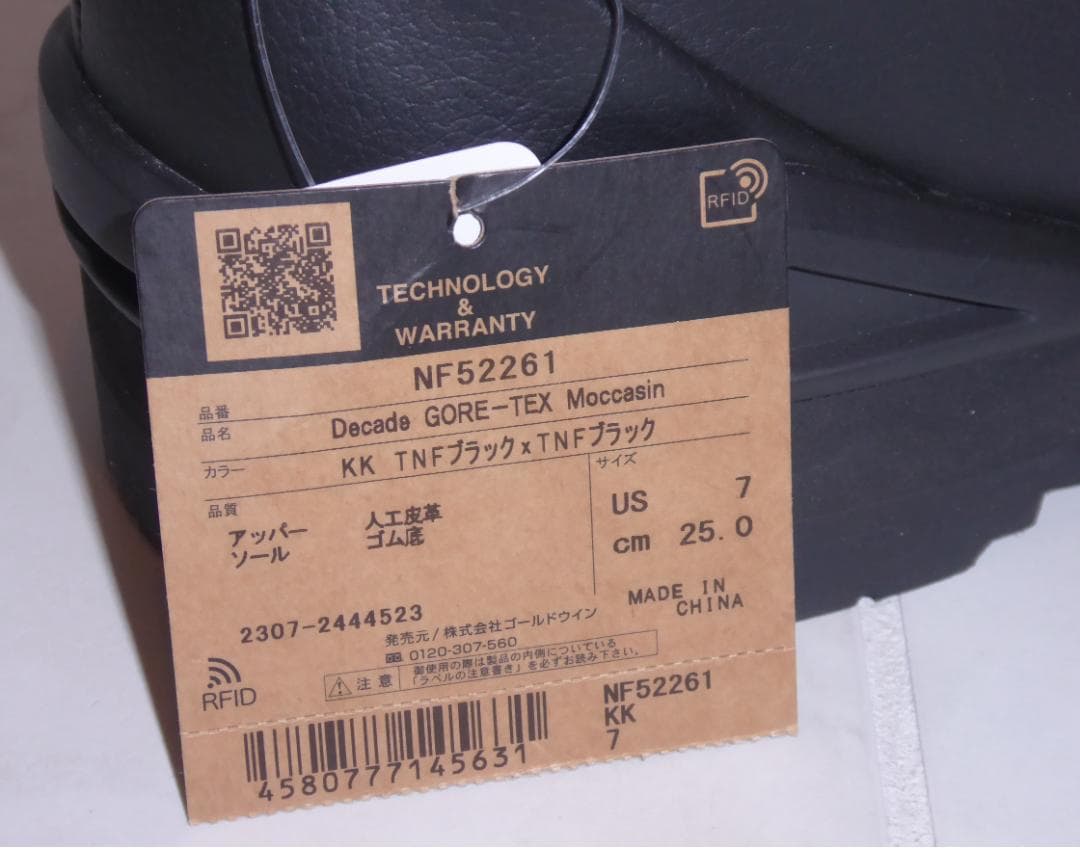 RFID
TECHNOLOGY
&
WARRANTY
品番 NF52261
品名 Decade GORE-TEX Moccasin
カラー KK TNFブラックxTNFブラック
品質
アッパー 人工皮革
ソール ゴム底
サイズ
US 7
cm 25.0
MADE IN
CHINA
2307-2444523
発売元/株式会社ゴールドウイン
0120-307-560
注意
御使用の際は製品の内側についている
「ラベルの注意書き」を必ずお読み下さい。
RFID
4580777145631
NF52261
KK
7